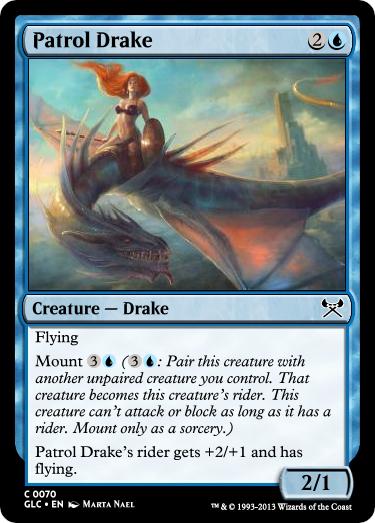 Patrol Drake 2
Creature — Drake
Flying
Mount 3 (3: Pair this creature with
another unpaired creature you control. That
creature becomes this creature's rider. This
creature can't attack or block as long as it has a
rider. Mount only as a sorcery.)
Patrol Drake's rider gets +2/+1 and has
flying.
2/1
C 0070
GLC • EN Marta Nael
™ & © 1993-2013 Wizards of the Coast